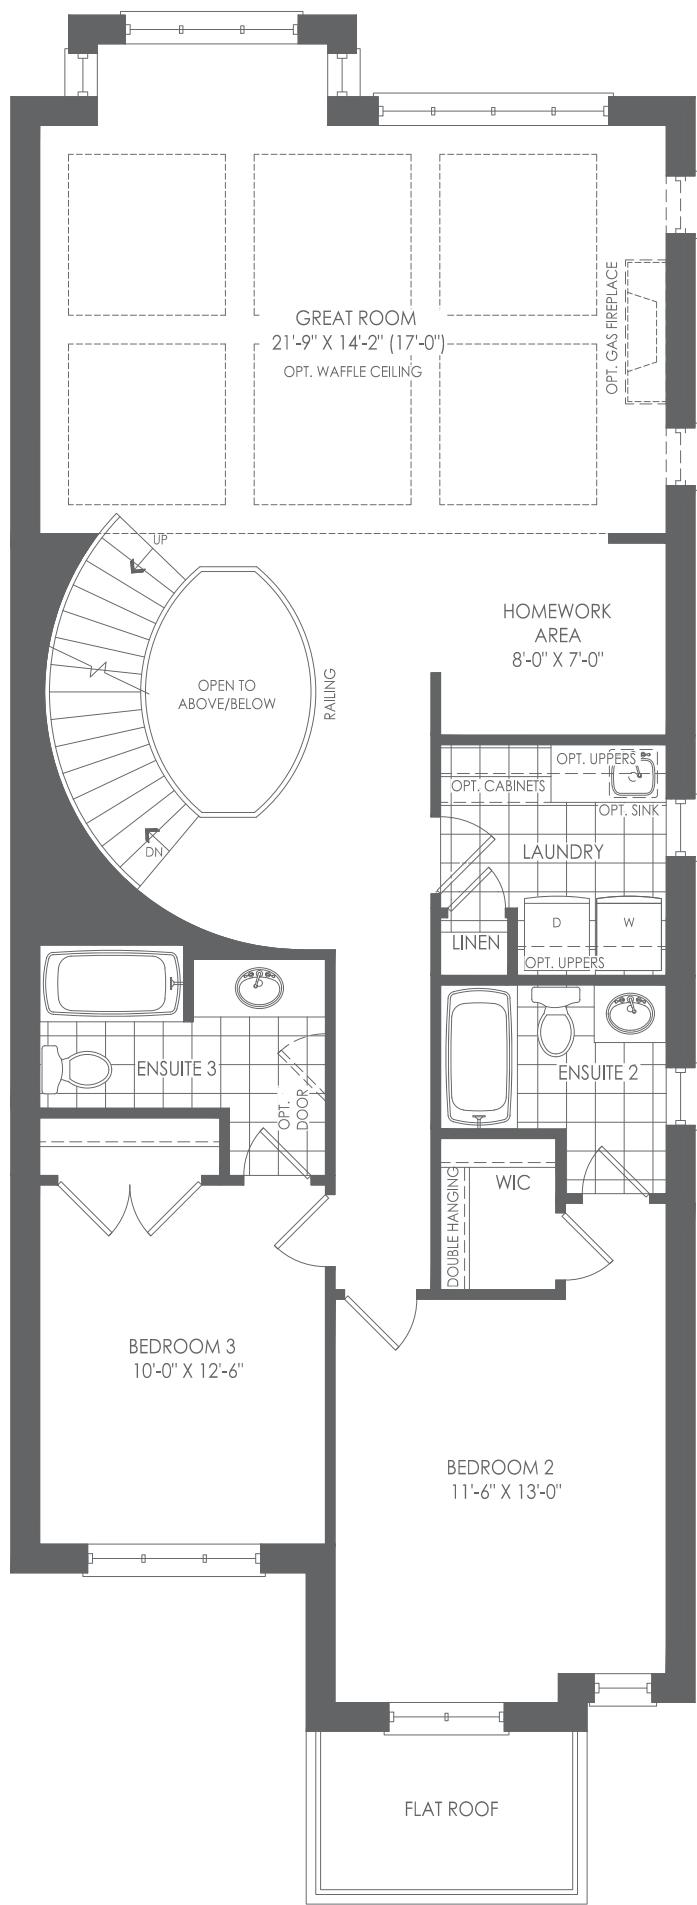 GREAT ROOM
21'-9" X 14'-2" (17'-0")
OPT. WAFFLE CEILING
OPT. GAS FIREPLACE
UP
HOMEWORK
AREA
8'-0" X 7'-0"
OPEN TO
ABOVE/BELOW
RAILING
OPT. UPPERS
OPT. CABINETS
OPT. SINK
DN
LAUNDRY
D
W
LINEN
OPT. UPPERS
ENSUITE 3
ENSUITE 2
OPT.
DOOR
WIC
DOUBLE HANGING
BEDROOM 3
10'-0" X 12'-6"
BEDROOM 2
11'-6" X 13'-0"
FLAT ROOF